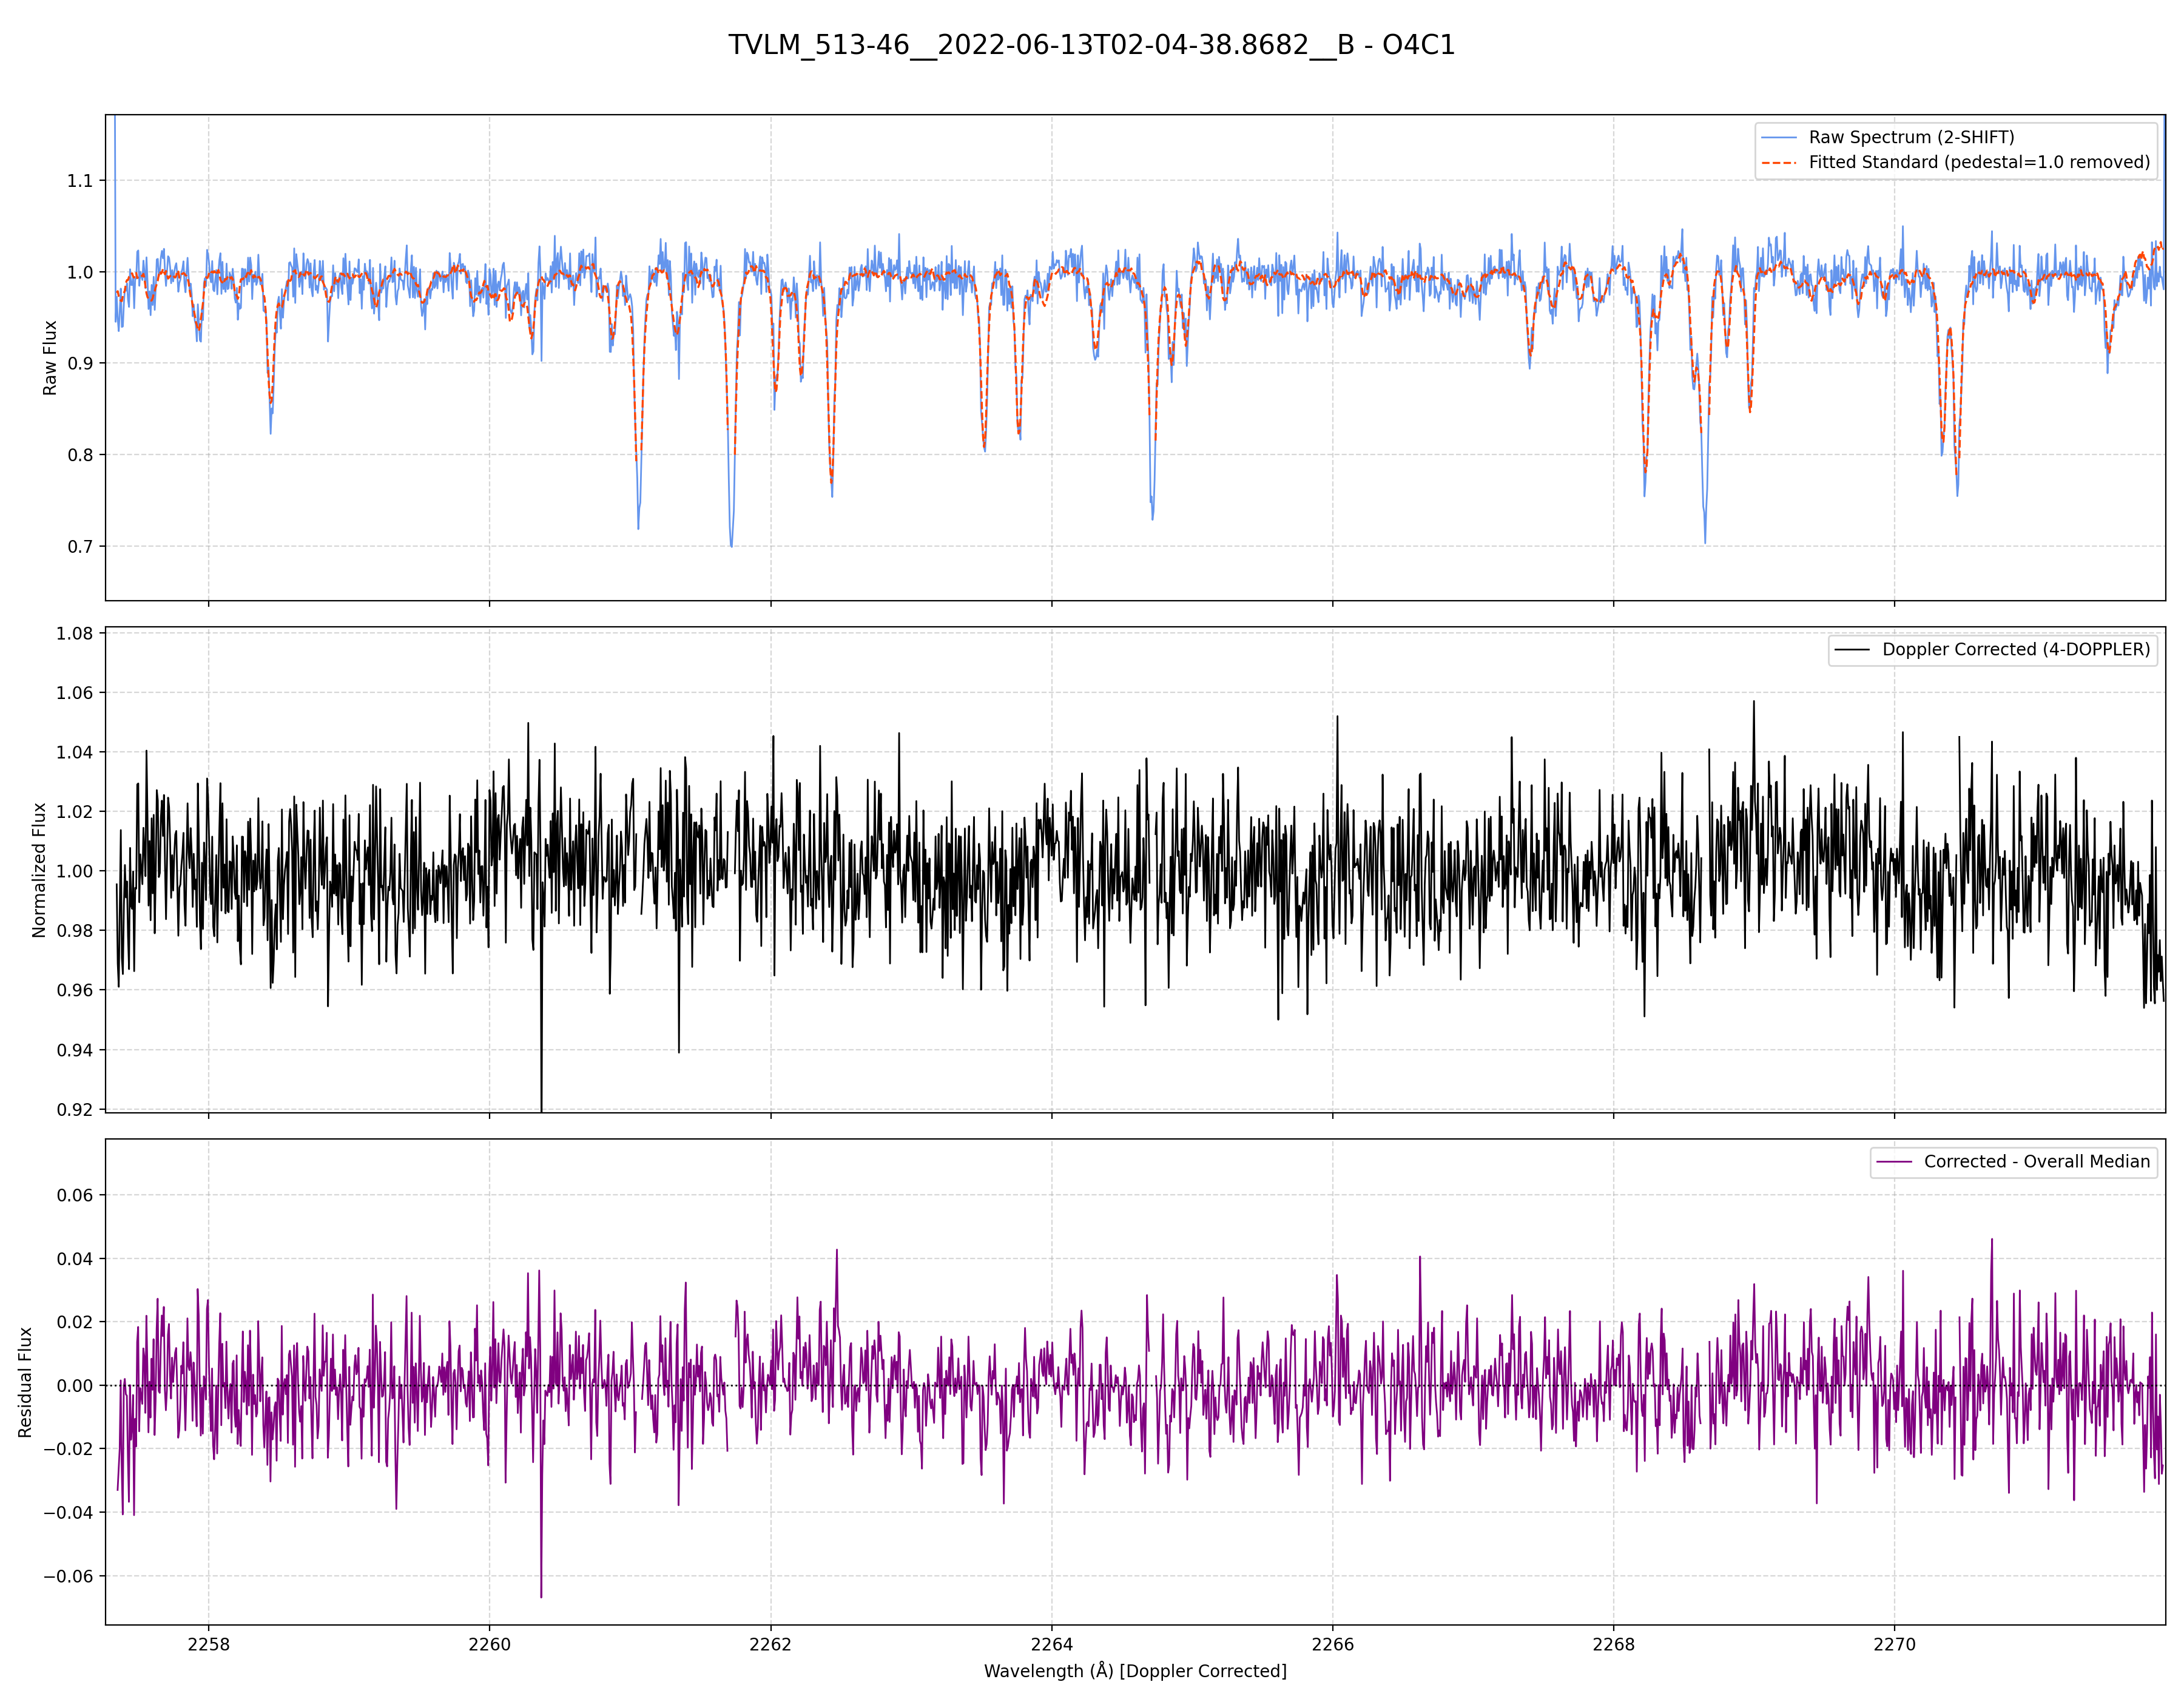 TVLM_513-46__2022-06-13T02-04-38.8682__B - O4C1
Raw Spectrum (2-SHIFT)
Fitted Standard (pedestal=1.0 removed)
1.1
1.0
0.9
0.8
0.7
Raw Flux
Doppler Corrected (4-DOPPLER)
1.08
1.06
1.04
1.02
1.00
0.98
0.96
0.94
0.92
Normalized Flux
Corrected - Overall Median
0.06
0.04
0.02
0.00
−0.02
−0.04
−0.06
Residual Flux
2258 2260 2262 2264 2266 2268 2270
Wavelength (Å) [Doppler Corrected]